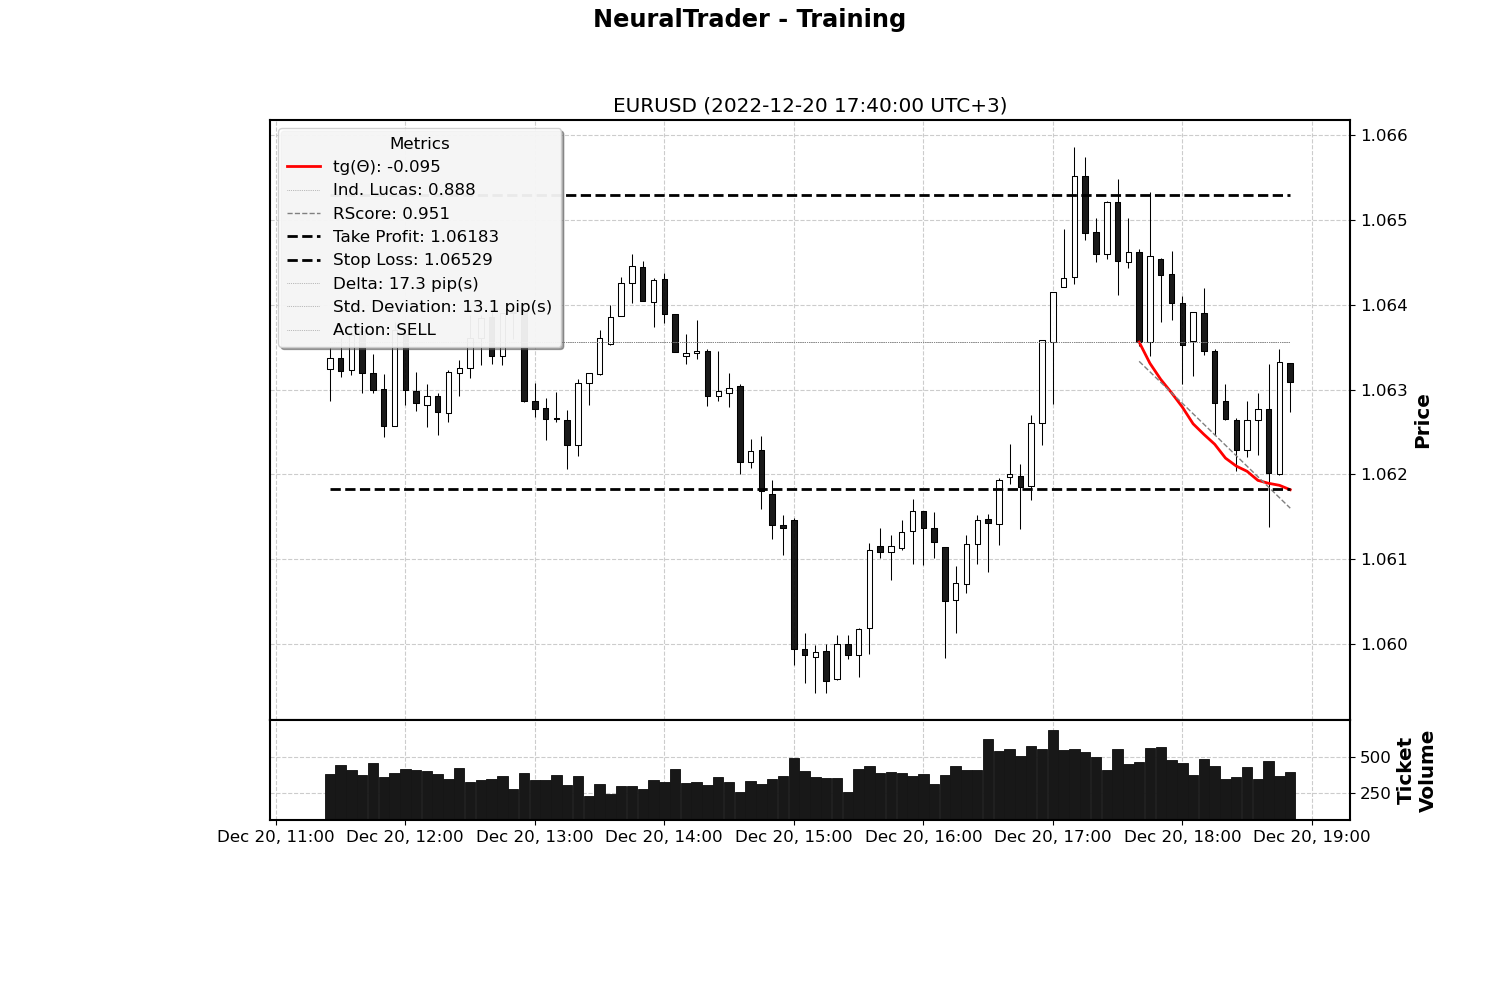 NeuralTrader - Training
EURUSD (2022-12-20 17:40:00 UTC+3)
Metrics
tg(Θ): -0.095
Ind. Lucas: 0.888
RScore: 0.951
Take Profit: 1.06183
Stop Loss: 1.06529
Delta: 17.3 pip(s)
Std. Deviation: 13.1 pip(s)
Action: SELL
1.066
1.065
1.064
1.063
1.062
1.061
1.060
Price
500
250
Ticket
Volume
Dec 20, 11:00
Dec 20, 12:00
Dec 20, 13:00
Dec 20, 14:00
Dec 20, 15:00
Dec 20, 16:00
Dec 20, 17:00
Dec 20, 18:00
Dec 20, 19:00